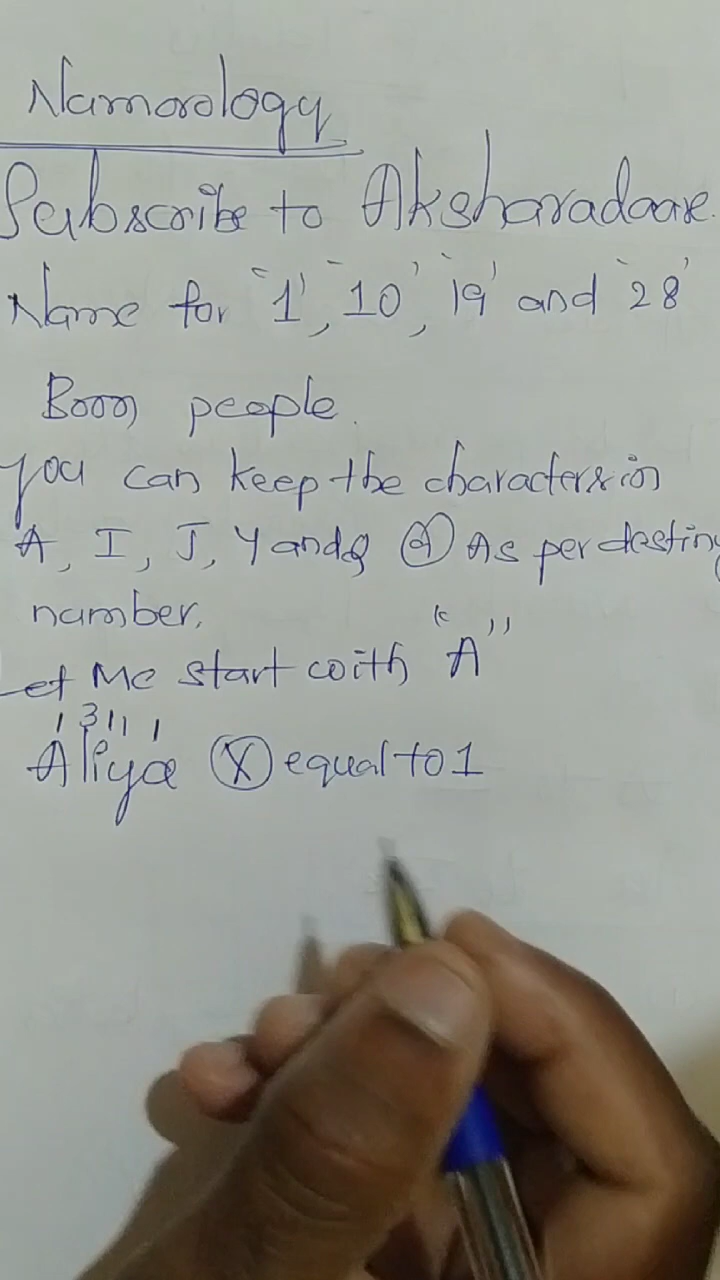 Namorology
Subscribe to Aksharadaare.
Name for '1', '10', '19' and '28'
Born people.
you can keep the characters in
A, I, J, Y and Q or As per destiny
number.
Let Me start with "A"
1 3 1 1 1
Aliya X equal to 1